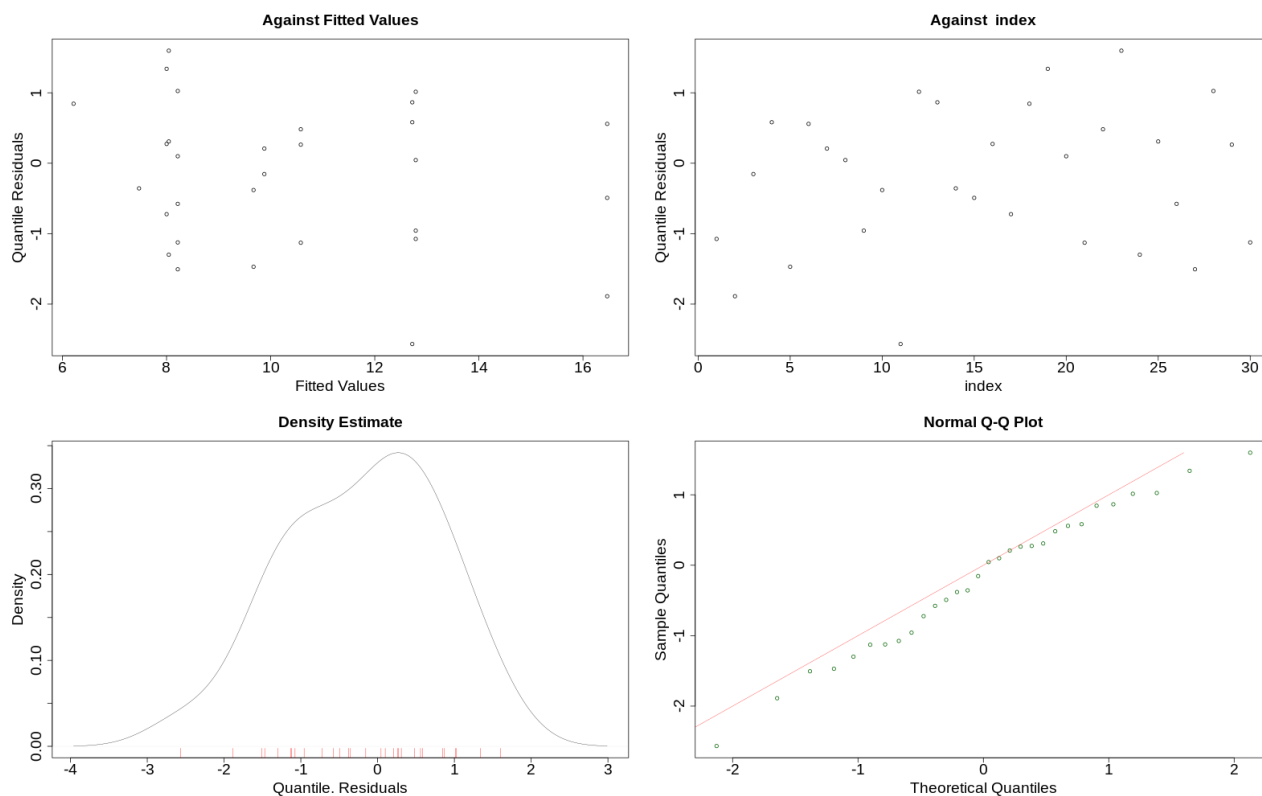 Against Fitted Values
Quantile Residuals
1
0
-1
-2
6 8 10 12 14 16
Fitted Values
Against  index
Quantile Residuals
1
0
-1
-2
0 5 10 15 20 25 30
index
Density Estimate
Density
0.30
0.20
0.10
0.00
-4 -3 -2 -1 0 1 2 3
Quantile. Residuals
Normal Q-Q Plot
Sample Quantiles
1
0
-1
-2
-2 -1 0 1 2
Theoretical Quantiles